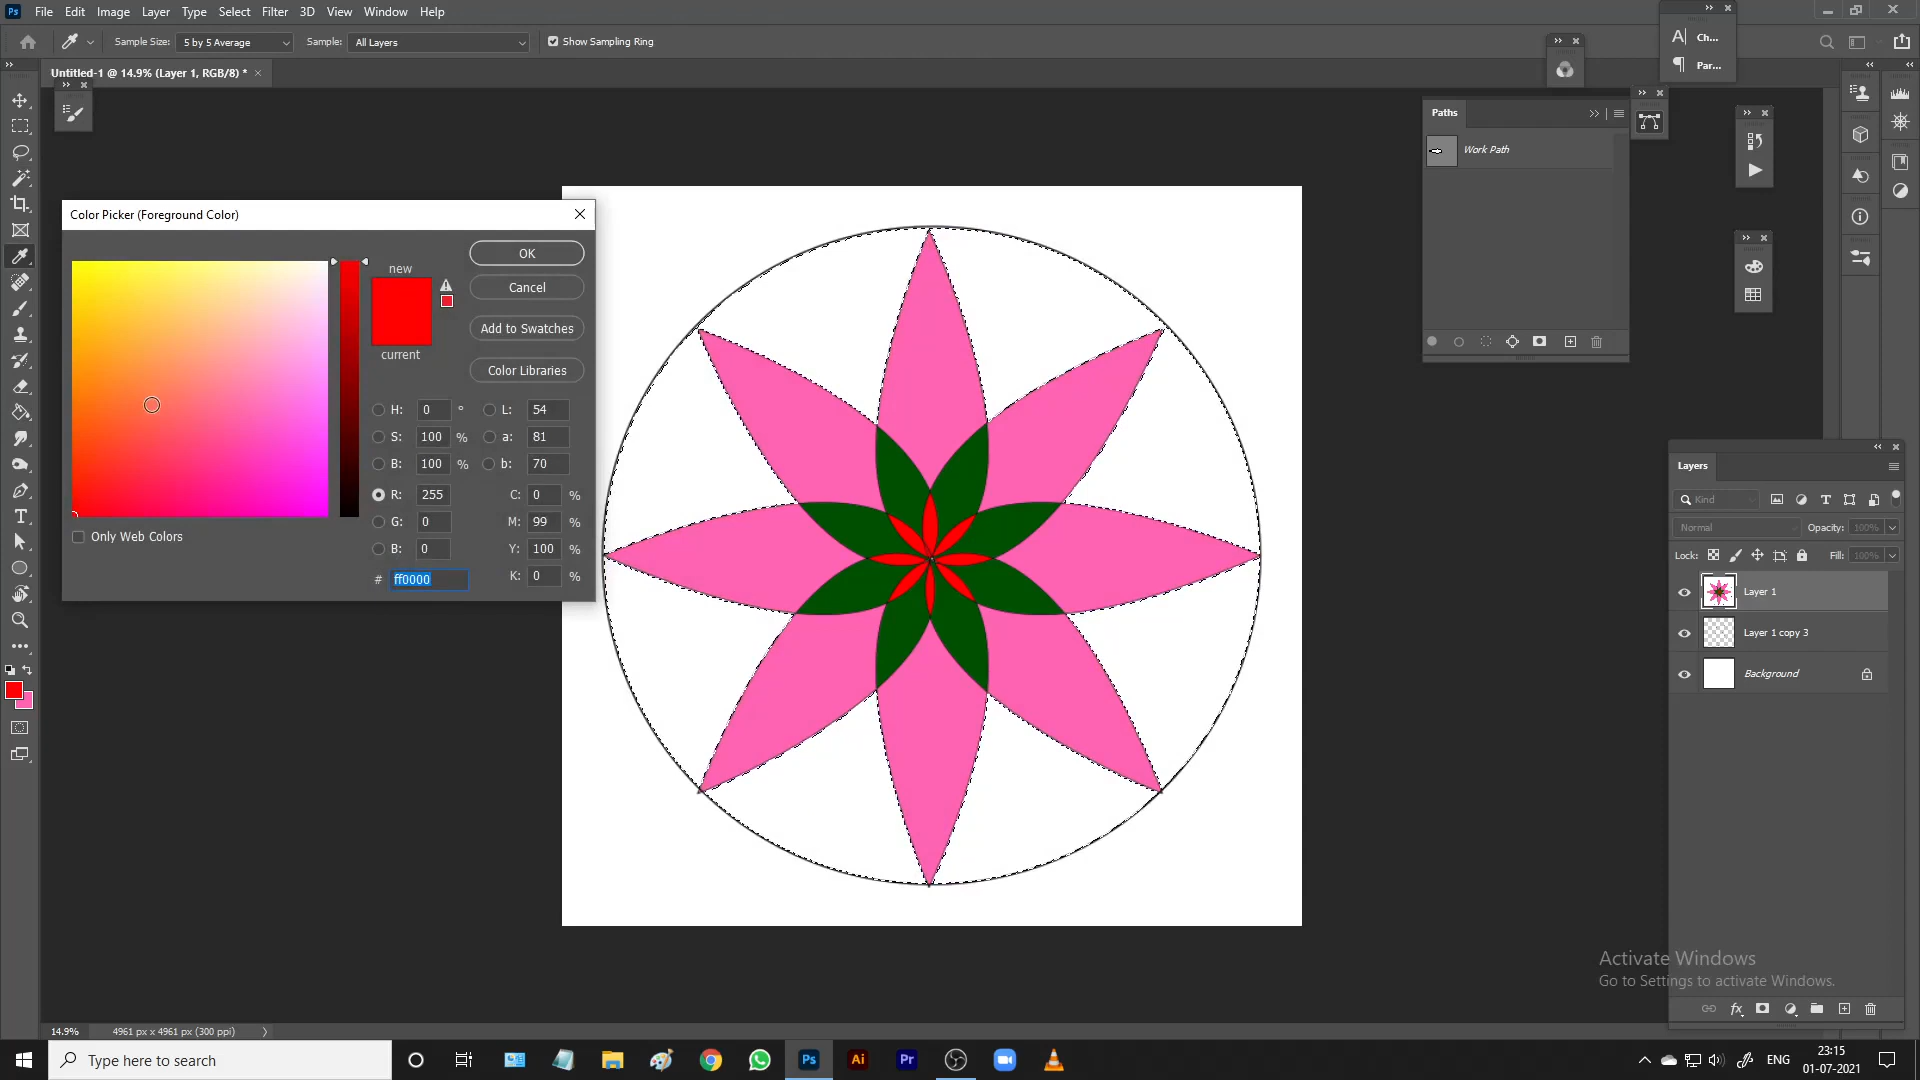 Ps File Edit Image Layer Type Select Filter 3D View Window Help
Sample Size: 5 by 5 Average Sample: All Layers Show Sampling Ring
Untitled-1 @ 14.9% (Layer 1, RGB/8) *
Ch...
Par...
Paths
Work Path
Color Picker (Foreground Color)
new
current
OK
Cancel
Add to Swatches
Color Libraries
H: 0 ° L: 54
S: 100 % a: 81
B: 100 % b: 70
R: 255 C: 0 %
G: 0 M: 99 %
B: 0 Y: 100 %
# ff0000 K: 0 %
Only Web Colors
Layers
Kind
Normal Opacity: 100%
Lock: Fill: 100%
Layer 1
Layer 1 copy 3
Background
Activate Windows
Go to Settings to activate Windows.
14.9% 4961 px x 4961 px (300 ppi)
Type here to search
Ps Ai Pr
ENG
23:15
01-07-2021